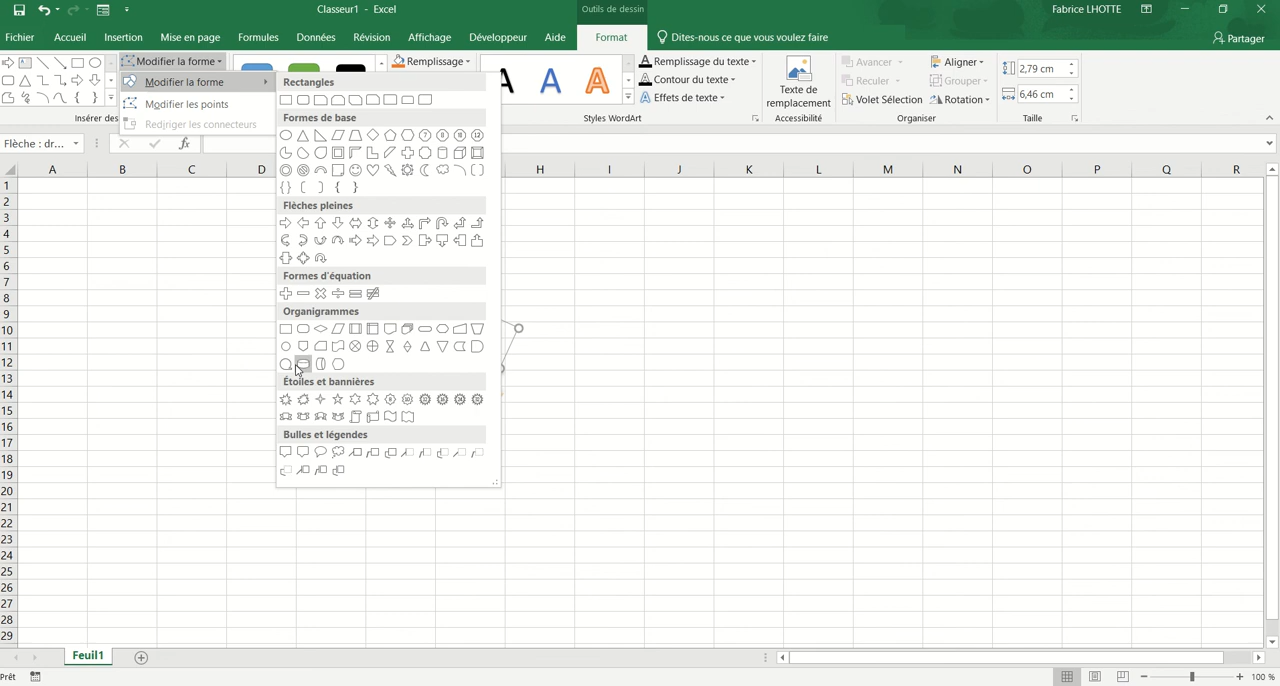 Classeur1 - Excel
Outils de dessin
Fabrice LHOTTE
Fichier Accueil Insertion Mise en page Formules Données Révision Affichage Développeur Aide Format Dites-nous ce que vous voulez faire Partager
Modifier la forme
Modifier la forme
Modifier les points
Rediriger les connecteurs
Insérer des
Remplissage
A A A
Remplissage du texte
Contour du texte
Effets de texte
Styles WordArt
Texte de
remplacement
Accessibilité
Avancer
Reculer
Volet Sélection
Aligner
Grouper
Rotation
Organiser
2,79 cm
6,46 cm
Taille
Flèche : dr...
fx
Rectangles
Formes de base
Flèches pleines
Formes d'équation
Organigrammes
Étoiles et bannières
Bulles et légendes
A B C D H I J K L M N O P Q R
1
2
3
4
5
6
7
8
9
10
11
12
13
14
15
16
17
18
19
20
21
22
23
24
25
26
27
28
29
Feuil1
Prêt
100 %